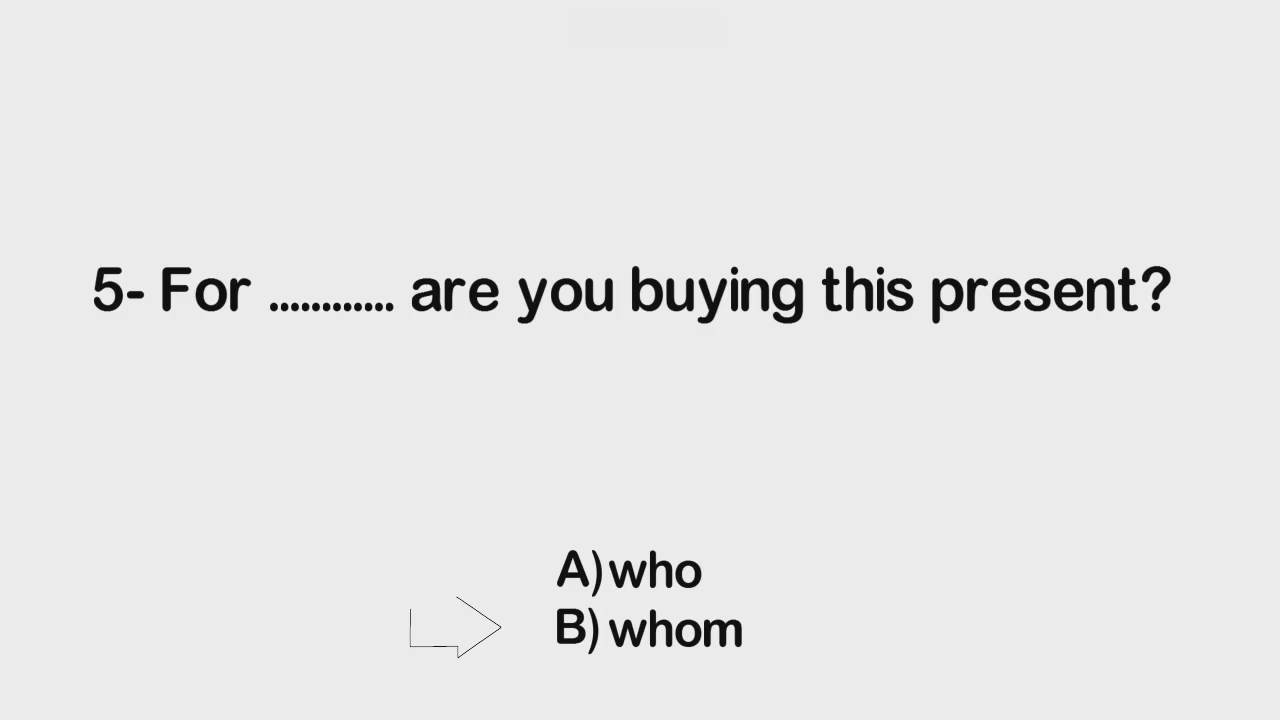 5- For ............ are you buying this present?
A) who
B) whom